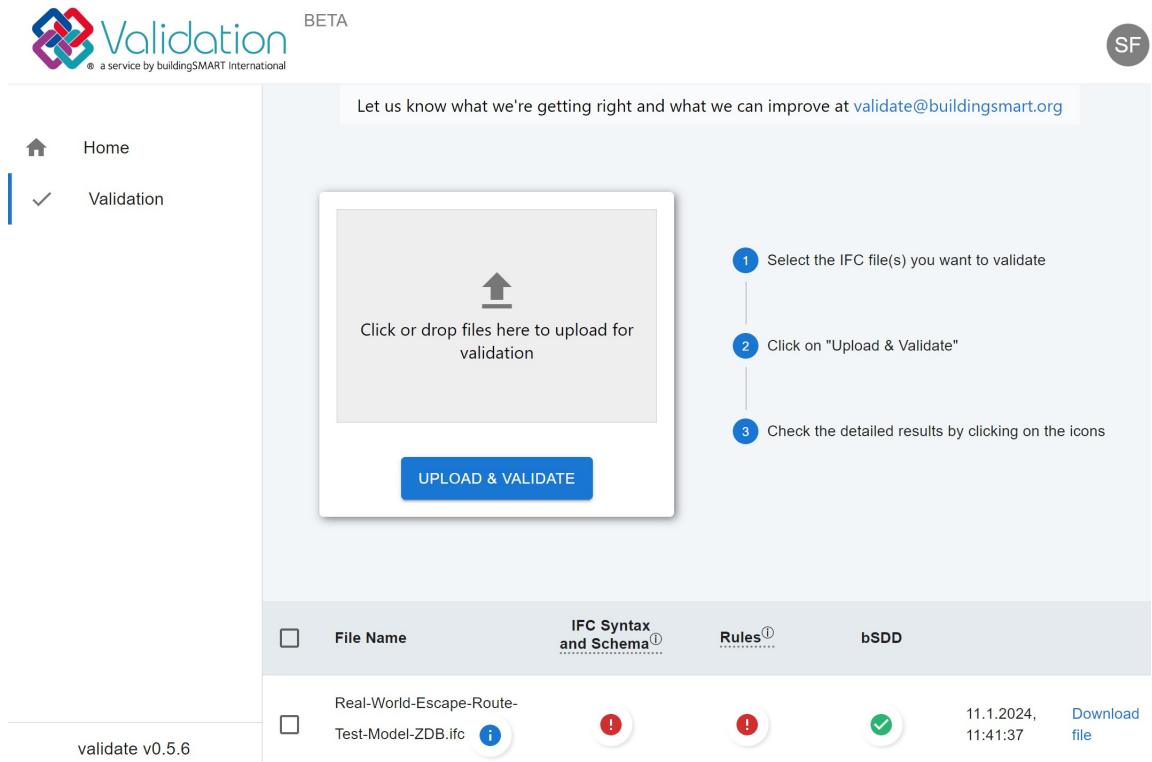 Validation
BETA
® a service by buildingSMART International
SF
Let us know what we're getting right and what we can improve at validate@buildingsmart.org
Home
Validation
Click or drop files here to upload for
validation
UPLOAD & VALIDATE
1 Select the IFC file(s) you want to validate
2 Click on "Upload & Validate"
3 Check the detailed results by clicking on the icons
File Name
IFC Syntax
and Schemaⓘ
Rulesⓘ
bSDD
Real-World-Escape-Route-
Test-Model-ZDB.ifc
11.1.2024,
11:41:37
Download
file
validate v0.5.6